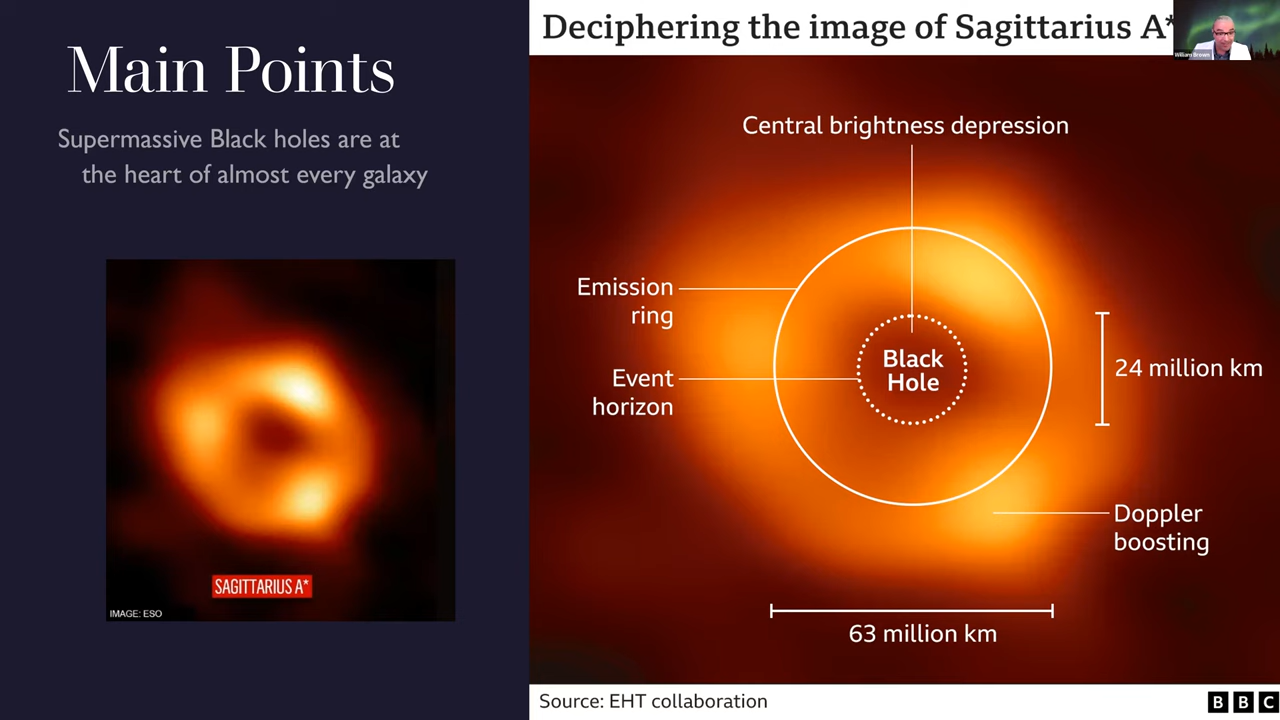 Main Points
Supermassive Black holes are at
the heart of almost every galaxy
SAGITTARIUS A*
IMAGE: ESO
Deciphering the image of Sagittarius A*
William Brown
Central brightness depression
Emission
ring
Event
horizon
Black
Hole
24 million km
Doppler
boosting
63 million km
Source: EHT collaboration
BBC